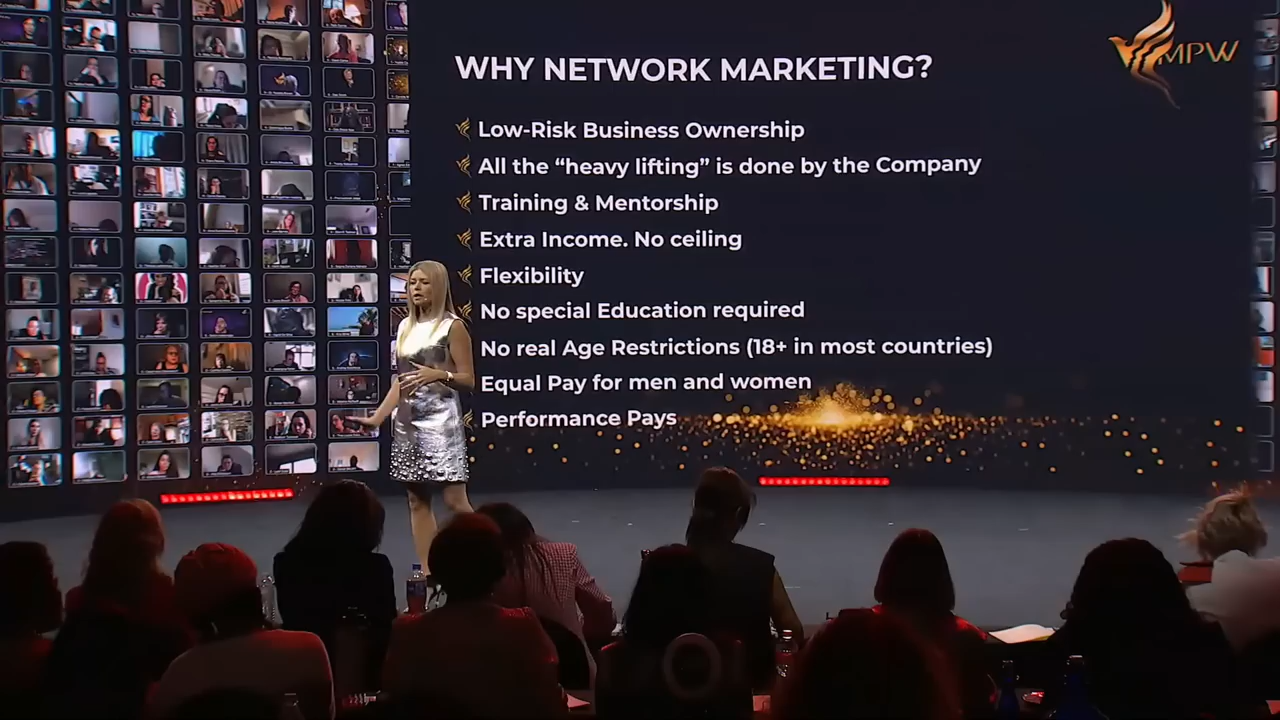 WHY NETWORK MARKETING?
MPW
Low-Risk Business Ownership
All the “heavy lifting” is done by the Company
Training & Mentorship
Extra Income. No ceiling
Flexibility
No special Education required
No real Age Restrictions (18+ in most countries)
Equal Pay for men and women
Performance Pays